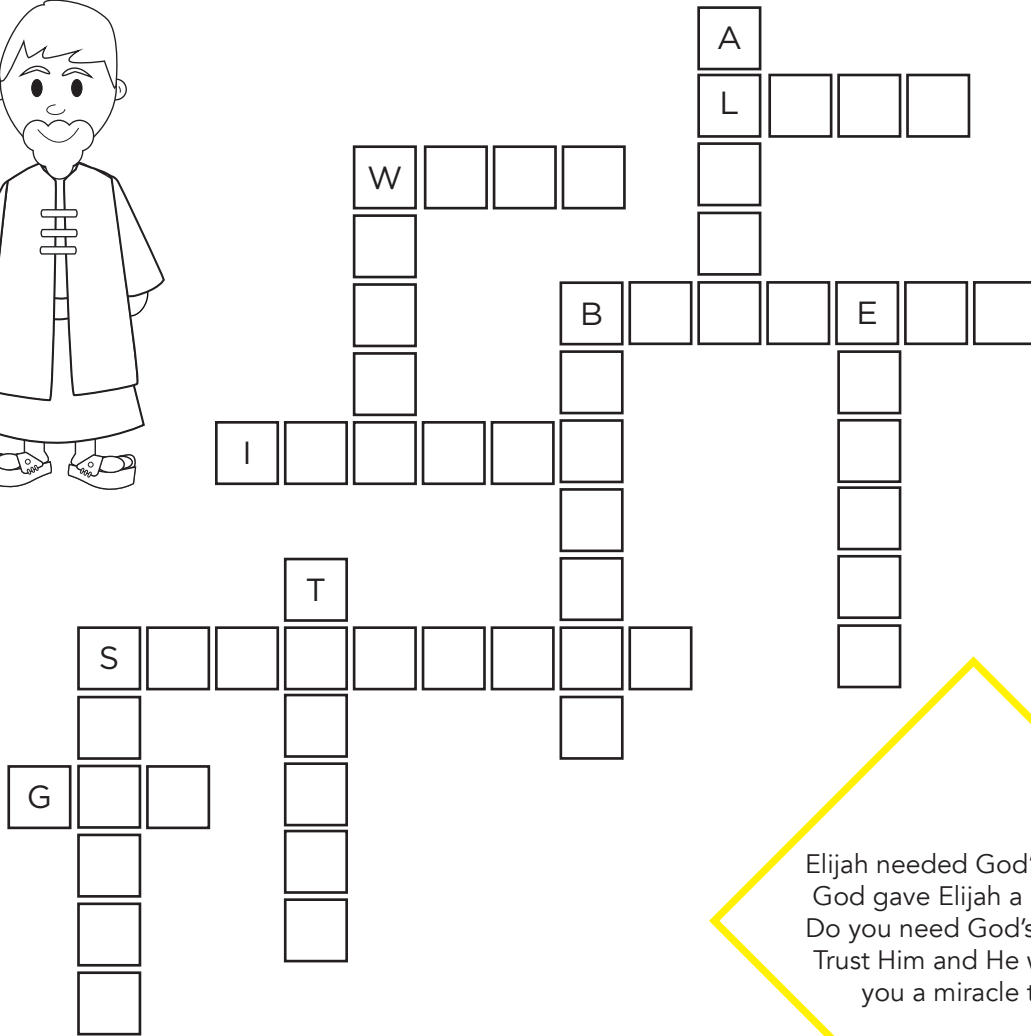 A
L
W
B E
I
T
S
G
Elijah needed God'
God gave Elijah a
Do you need God's
Trust Him and He
you a miracle